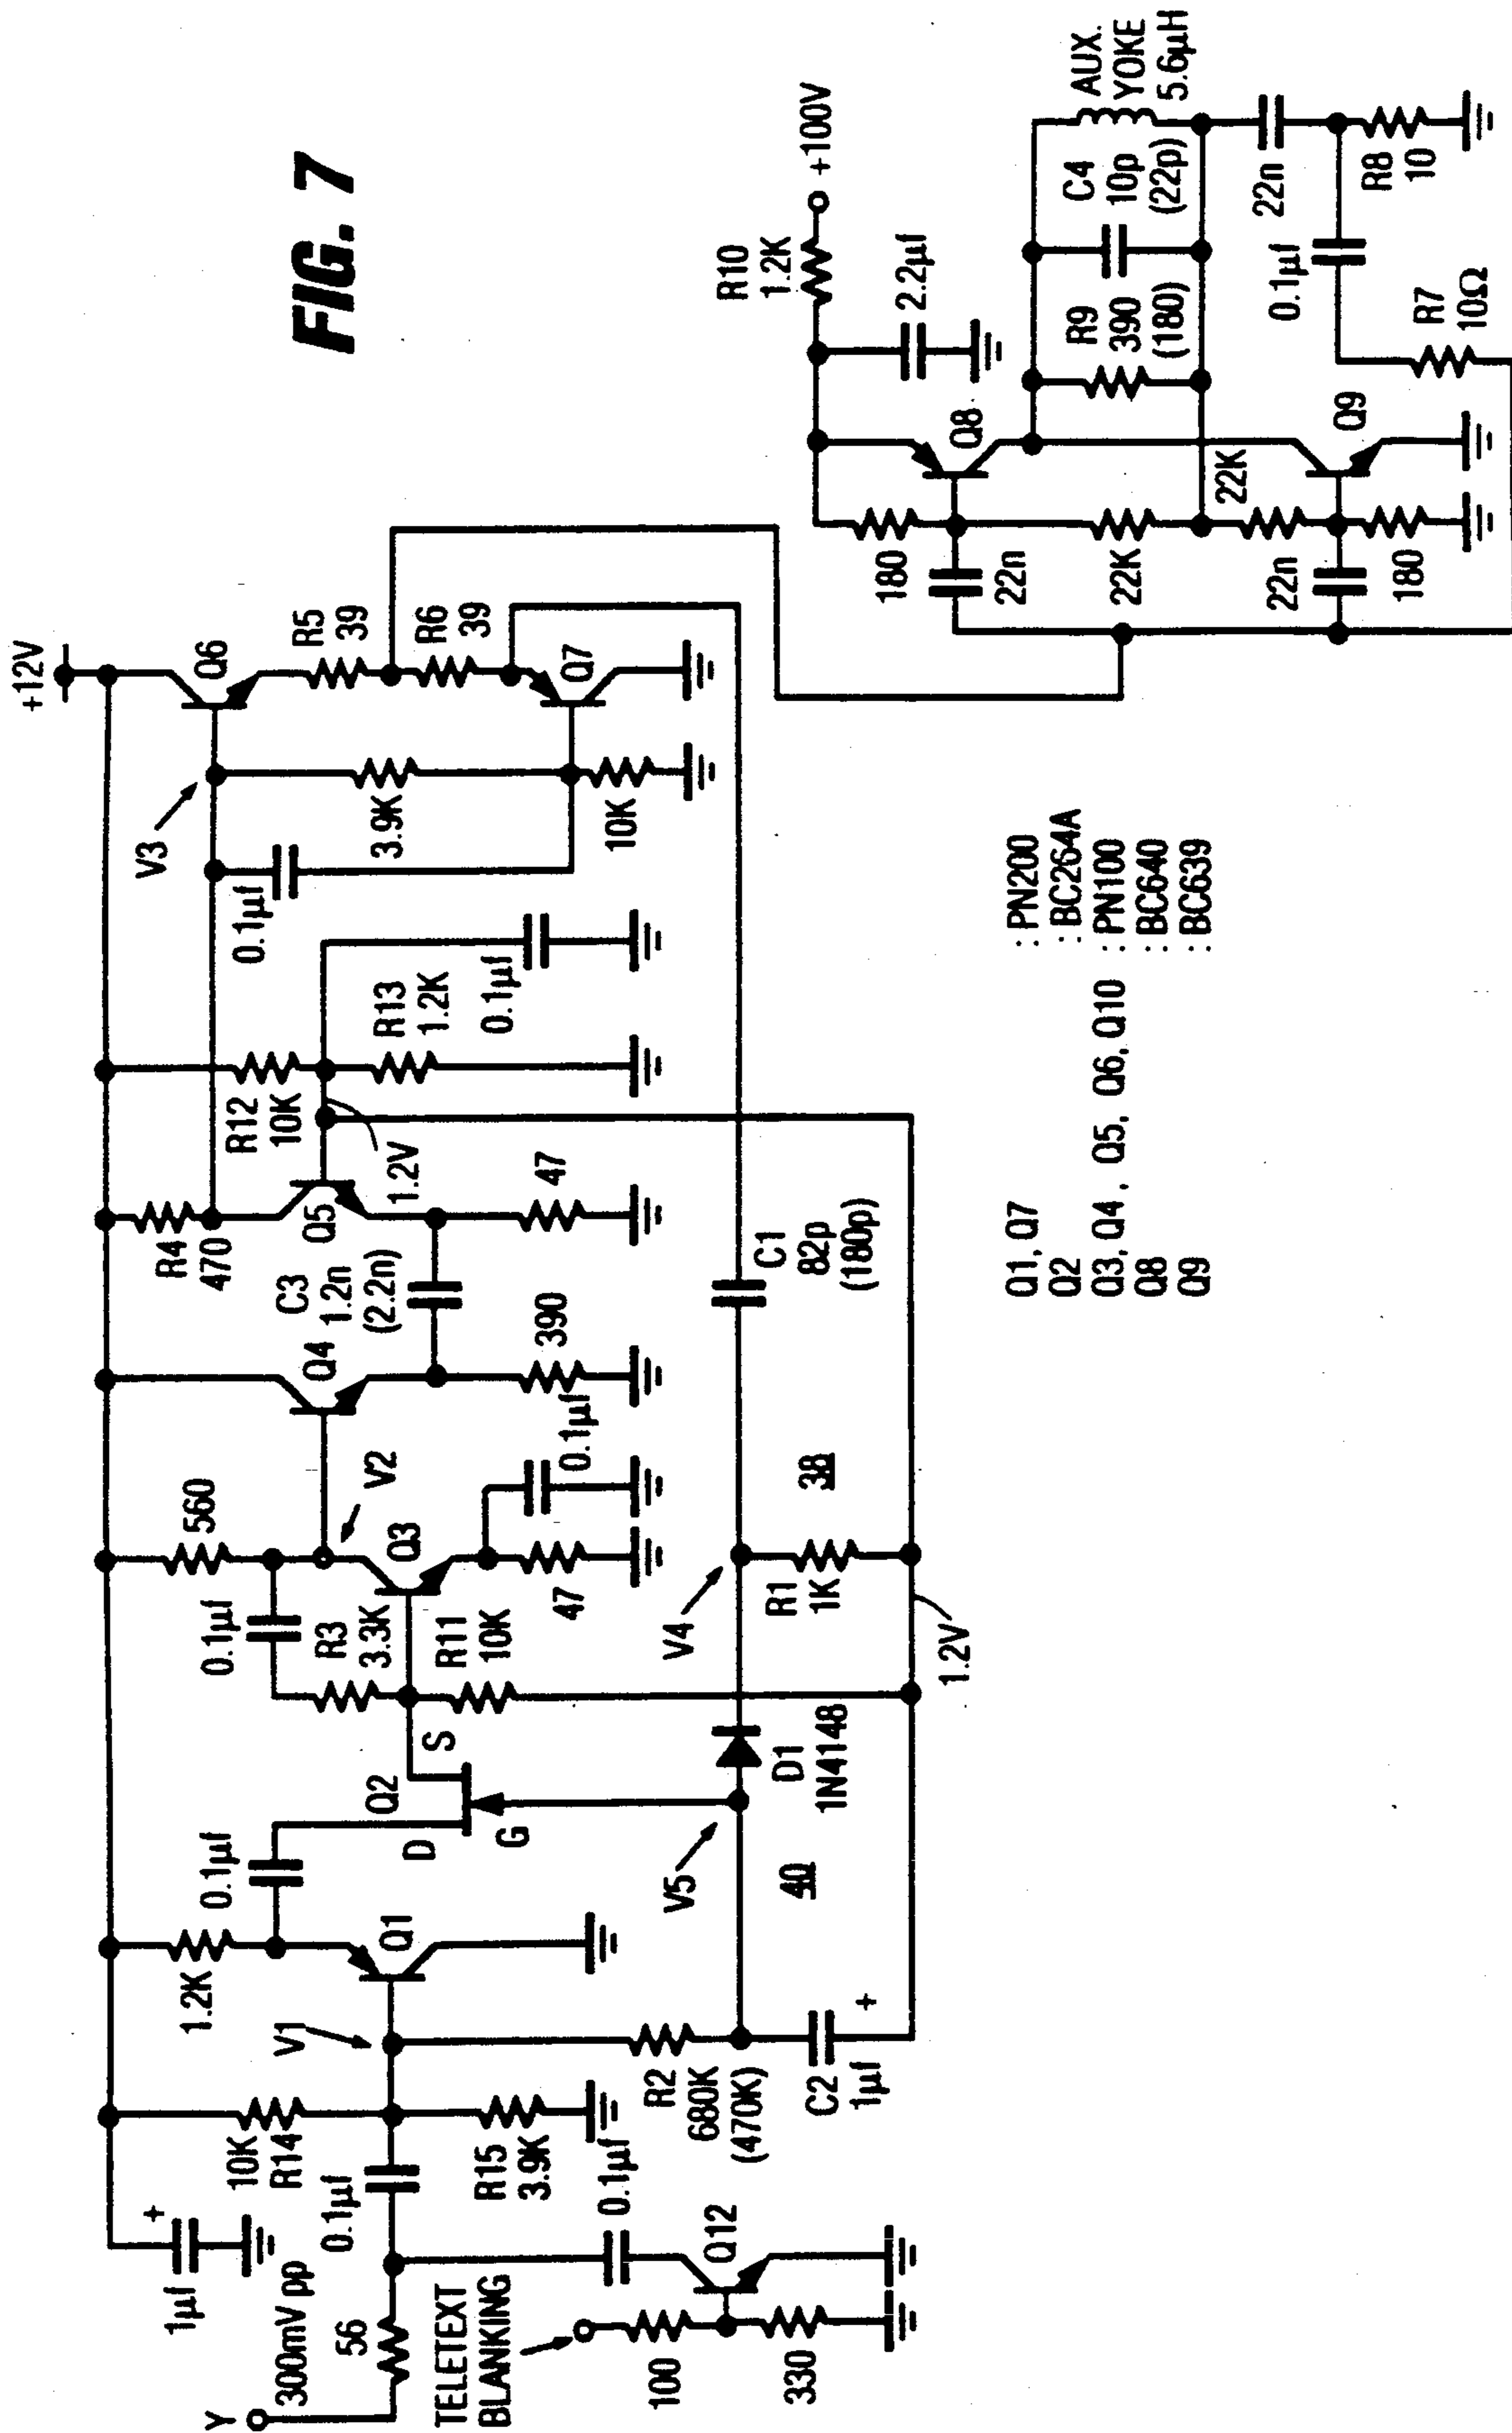 FIG. 7
Y
300mV pp
56
1µf
+
10K
R14
0.1µf
R15
3.9K
TELETEXT
BLANKING
100
330
Q12
0.1µf
V1
1.2K
Q1
0.1µf
R2
680K
(470K)
C2
1µf
+
V5
40
D
G
S
Q2
D1
1N4148
0.1µf
R3
3.3K
R11
10K
560
V2
Q3
47
0.1µf
V4
R1
1K
38
1.2V
Q4
390
C3
1.2n
(2.2n)
C1
82p
(180p)
R4
470
Q5
47
1.2V
R12
10K
R13
1.2K
0.1µf
V3
0.1µf
3.9K
10K
+12V
Q6
R5
39
R6
39
Q7
180
22n
22K
22n
180
22K
Q8
Q9
R10
1.2K
+100V
2.2µf
R9
390
(180)
C4
10p
(22p)
AUX.
YOKE
5.6µH
22n
0.1µf
R8
10
R7
10Ω
Q1, Q7 : PN200
Q2 : BC264A
Q3, Q4, Q5, Q6, Q10 : PN100
Q8 : BC640
Q9 : BC639